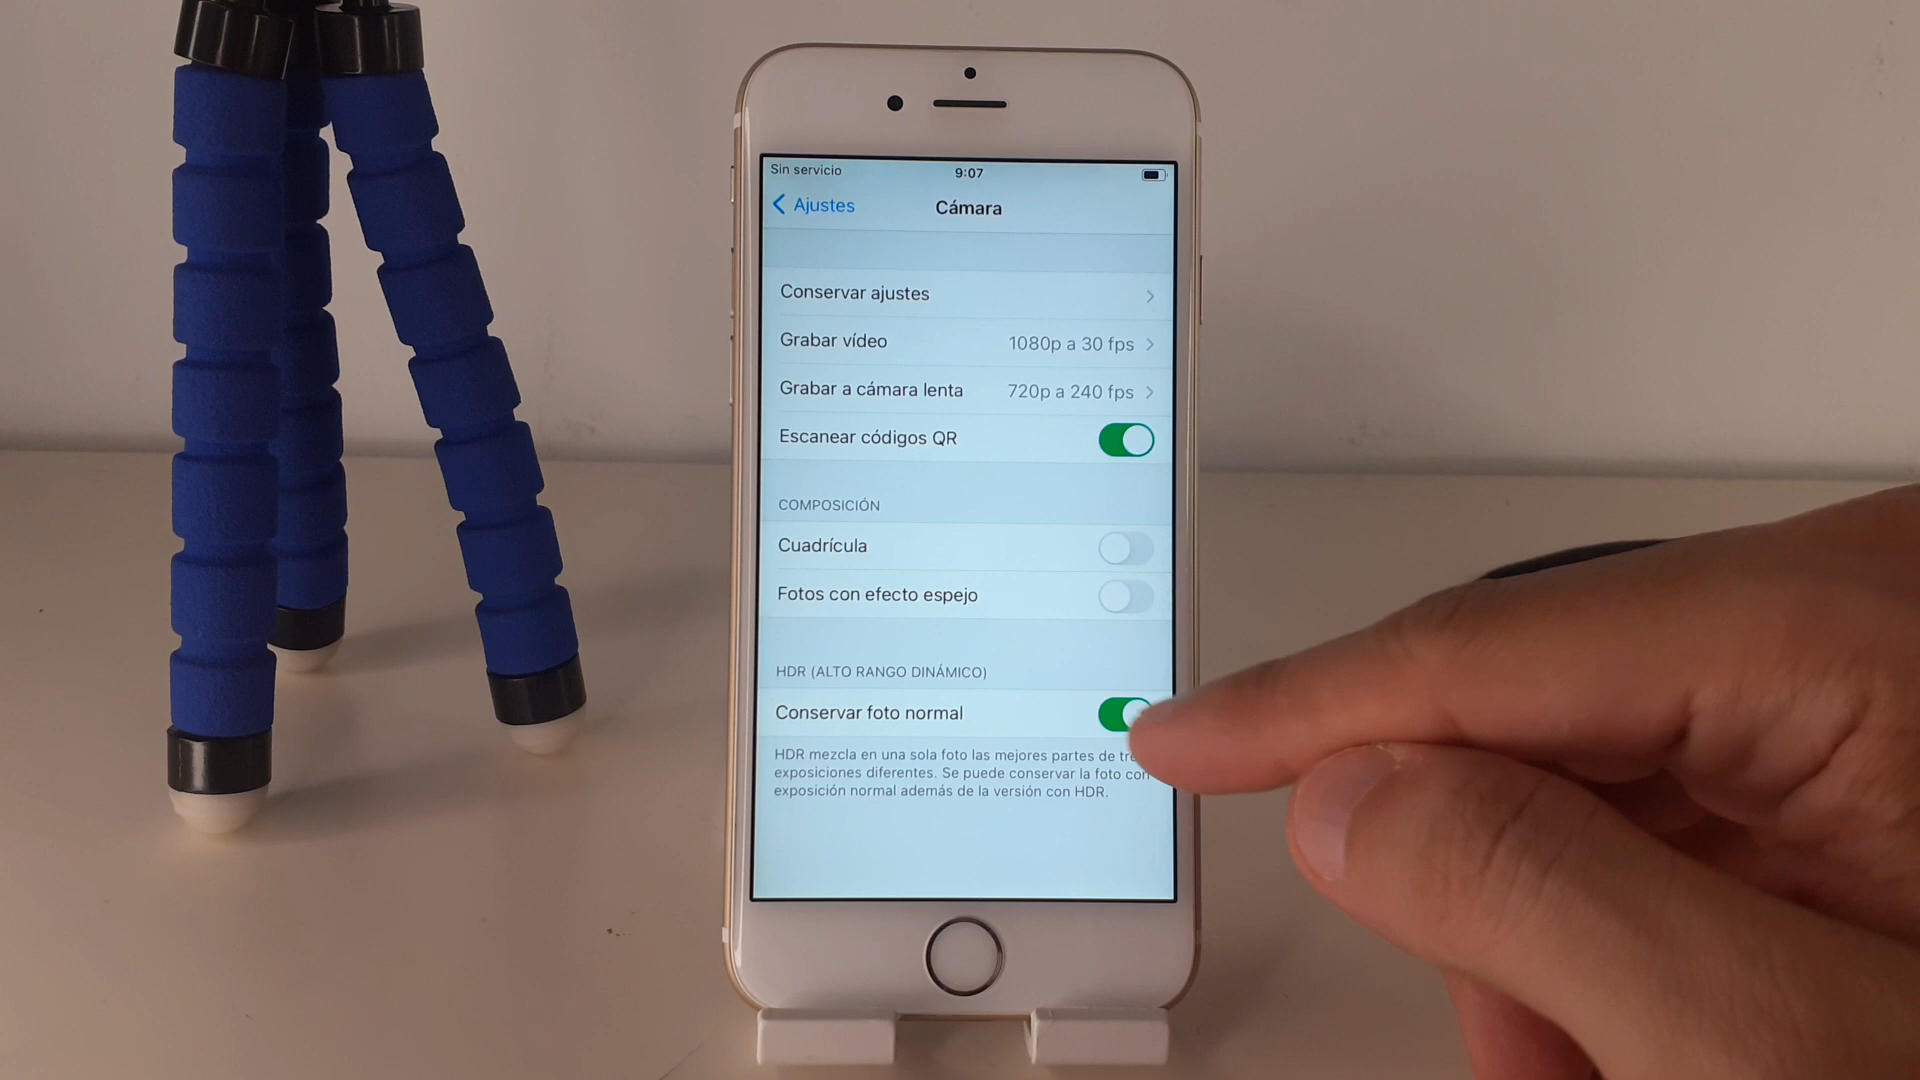 Sin servicio 9:07
Ajustes Cámara
Conservar ajustes
Grabar vídeo 1080p a 30 fps
Grabar a cámara lenta 720p a 240 fps
Escanear códigos QR
COMPOSICIÓN
Cuadrícula
Fotos con efecto espejo
HDR (ALTO RANGO DINÁMICO)
Conservar foto normal
HDR mezcla en una sola foto las mejores partes de tre
exposiciones diferentes. Se puede conservar la foto con
exposición normal además de la versión con HDR.